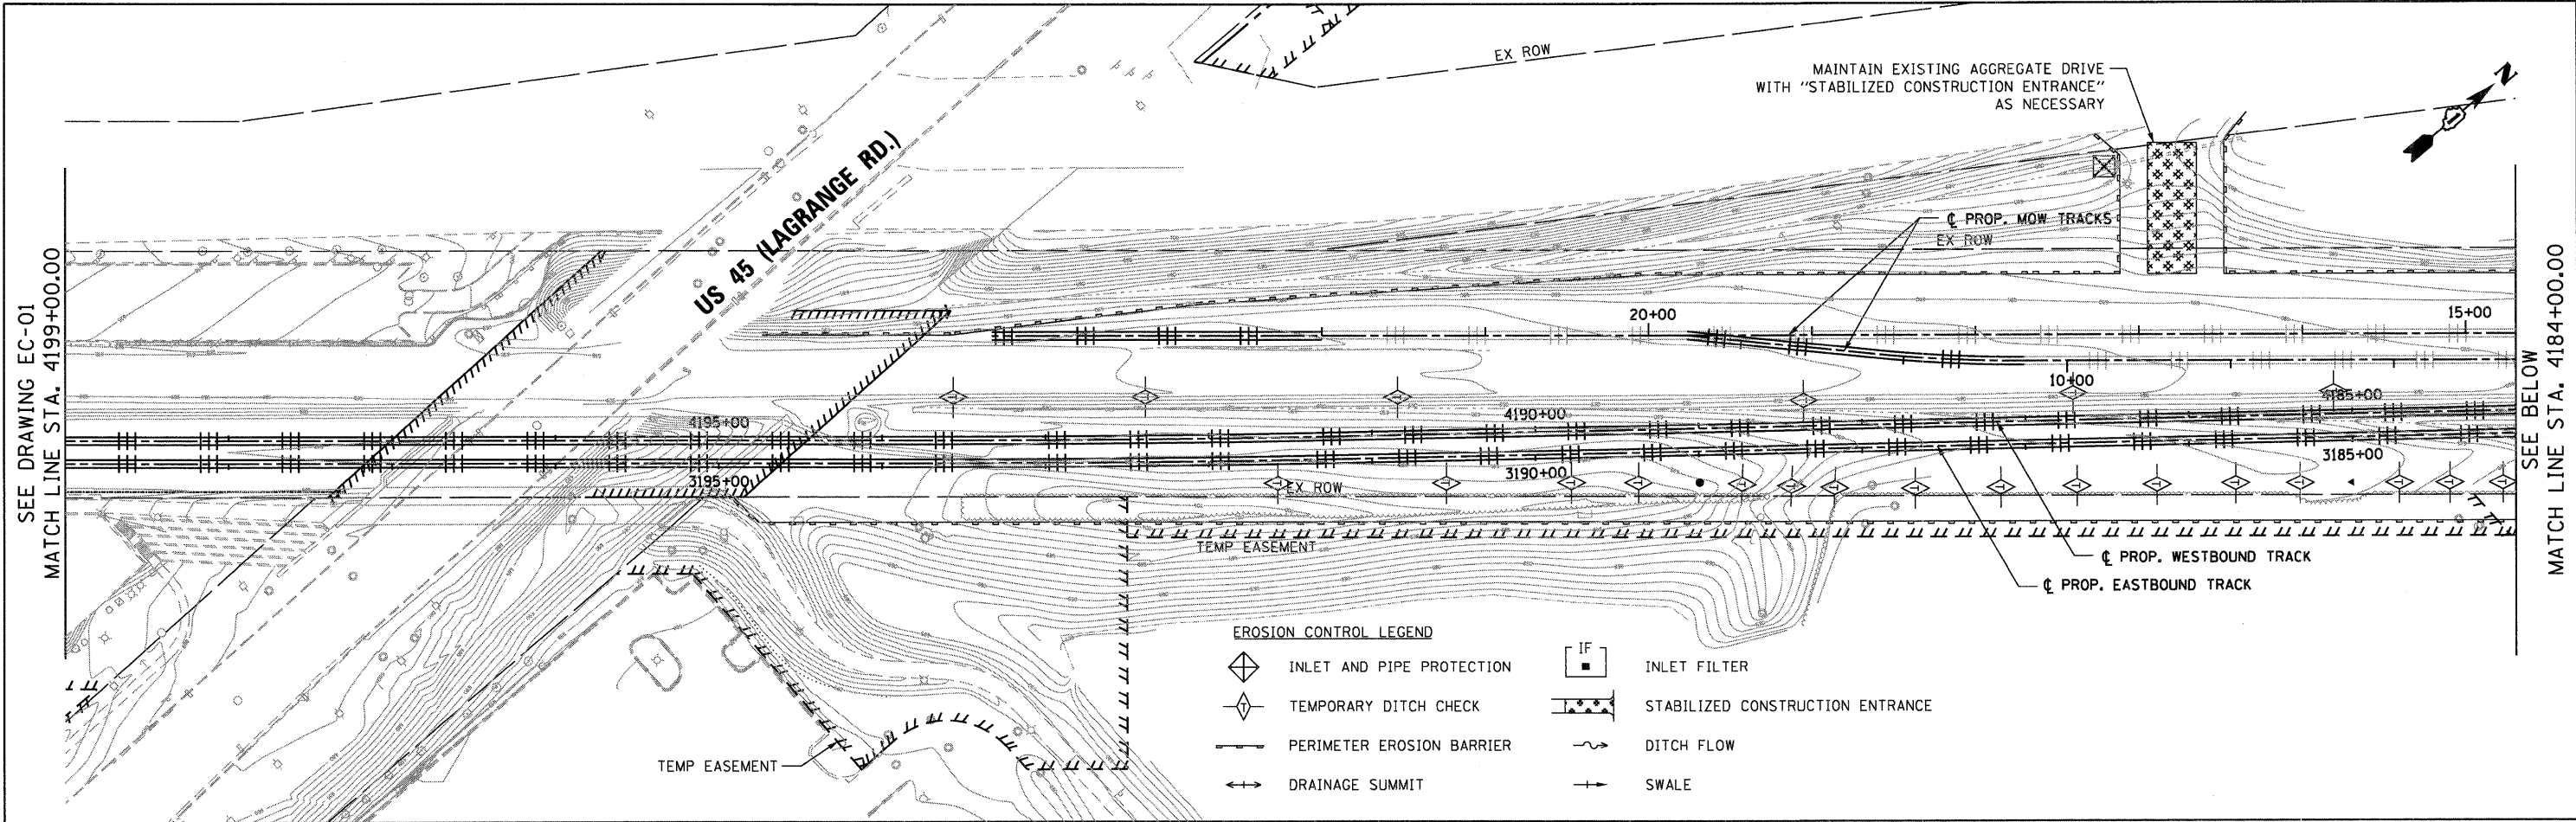 EX ROW
MAINTAIN EXISTING AGGREGATE DRIVE
WITH "STABILIZED CONSTRUCTION ENTRANCE"
AS NECESSARY
N
SEE DRAWING EC-01
MATCH LINE STA. 4199+00.00
US 45 (LAGRANGE RD.)
℄ PROP. MOW TRACKS
EX ROW
20+00
15+00
10+00
4195+00
4190+00
4185+00
3195+00
3190+00
3185+00
EX ROW
SEE BELOW
MATCH LINE STA. 4184+00.00
TEMP EASEMENT
℄ PROP. WESTBOUND TRACK
℄ PROP. EASTBOUND TRACK
TEMP EASEMENT
EROSION CONTROL LEGEND
INLET AND PIPE PROTECTION
IF
INLET FILTER
T
TEMPORARY DITCH CHECK
STABILIZED CONSTRUCTION ENTRANCE
PERIMETER EROSION BARRIER
DITCH FLOW
DRAINAGE SUMMIT
SWALE